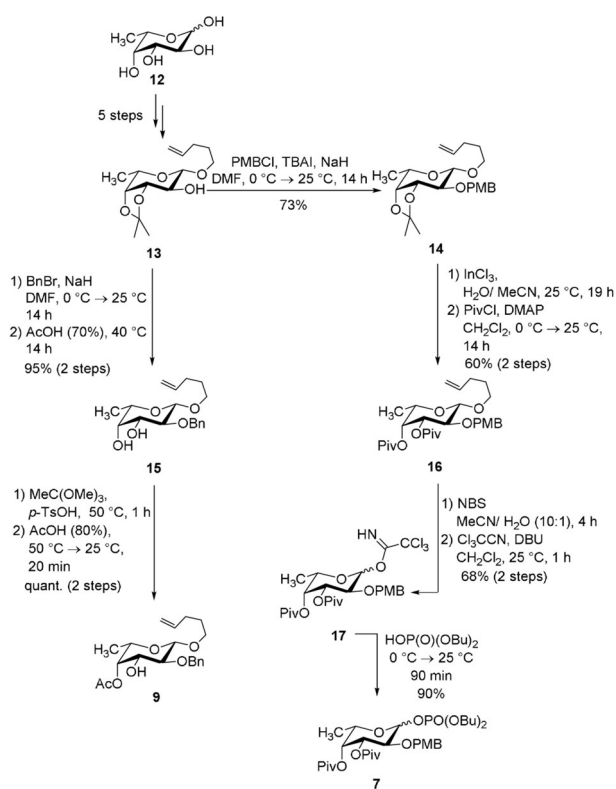 OH
H₃C
O
OH
OH
HO
12
5 steps
H₃C
O
O
OH
O
O
13
PMBCl, TBAI, NaH
DMF, 0 °C → 25 °C, 14 h
73%
H₃C
O
O
OPMB
O
O
14
1) BnBr, NaH
DMF, 0 °C → 25 °C
14 h
2) AcOH (70%), 40 °C
14 h
95% (2 steps)
1) InCl₃,
H₂O/ MeCN, 25 °C, 19 h
2) PivCl, DMAP
CH₂Cl₂, 0 °C → 25 °C,
14 h
60% (2 steps)
H₃C
O
O
OBn
OH
OH
15
H₃C
O
O
OPMB
PivO
PivO
16
1) MeC(OMe)₃,
p-TsOH, 50 °C, 1 h
2) AcOH (80%),
50 °C → 25 °C,
20 min
quant. (2 steps)
1) NBS
MeCN/ H₂O (10:1), 4 h
2) Cl₃CCN, DBU
CH₂Cl₂, 25 °C, 1 h
68% (2 steps)
HN
CCl₃
O
H₃C
O
OPMB
PivO
PivO
17
H₃C
O
O
OBn
OH
AcO
9
HOP(O)(OBu)₂
0 °C → 25 °C
90 min
90%
H₃C
O
OPO(OBu)₂
OPMB
PivO
PivO
7